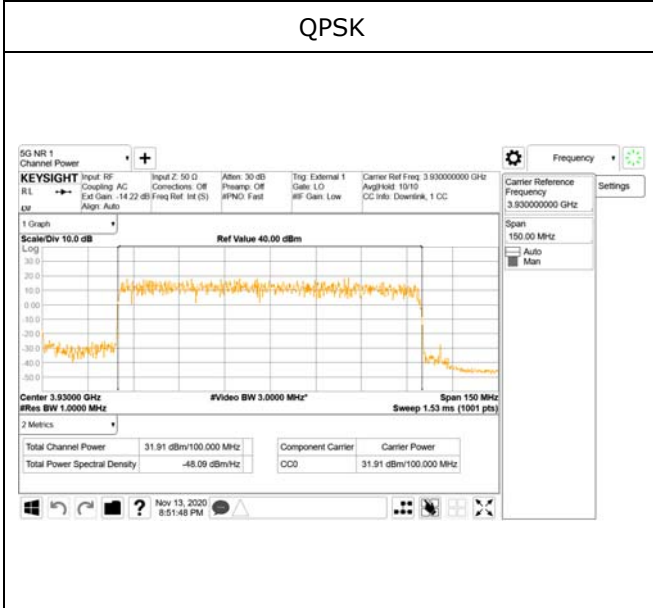 QPSK
5G NR 1
Channel Power
+
Frequency
KEYSIGHT
RL
Input: RF
Coupling: AC
Ext Gain: -14.22 dB
Align: Auto
Input Z: 50 Ω
Corrections: Off
Freq Ref: Int (S)
Atten: 30 dB
Preamp: Off
#PNO: Fast
Trig: External 1
Gate: LO
#IF Gain: Low
Carrier Ref Freq: 3.930000000 GHz
Avg|Hold: 10/10
CC Info: Downlink, 1 CC
Carrier Reference
Frequency
3.930000000 GHz
Settings
Span
150.00 MHz
Auto
Man
1 Graph
Scale/Div 10.0 dB
Ref Value 40.00 dBm
Log
30.0
20.0
10.0
0.00
-10.0
-20.0
-30.0
-40.0
-50.0
Center 3.93000 GHz
#Video BW 3.0000 MHz*
Span 150 MHz
#Res BW 1.0000 MHz
Sweep 1.53 ms (1001 pts)
2 Metrics
Total Channel Power 31.91 dBm/100.000 MHz
Total Power Spectral Density -48.09 dBm/Hz
Component Carrier Carrier Power
CC0 31.91 dBm/100.000 MHz
?
Nov 13, 2020
8:51:48 PM